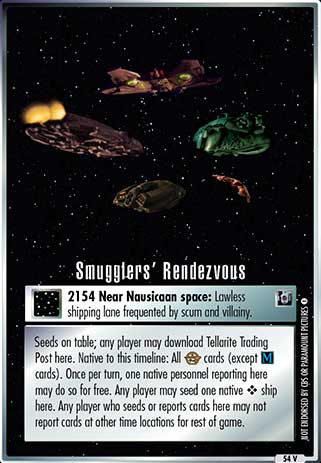 Smugglers' Rendezvous
2154 Near Nausicaan space: Lawless
shipping lane frequented by scum and villainy.
Seeds on table; any player may download Tellarite Trading
Post here. Native to this timeline: All cards (except M
cards). Once per turn, one native personnel reporting here
may do so for free. Any player may seed one native ❖ ship
here. Any player who seeds or reports cards here may not
report cards at other time locations for rest of game.
NOT ENDORSED BY CBS OR PARAMOUNT PICTURES
54 V